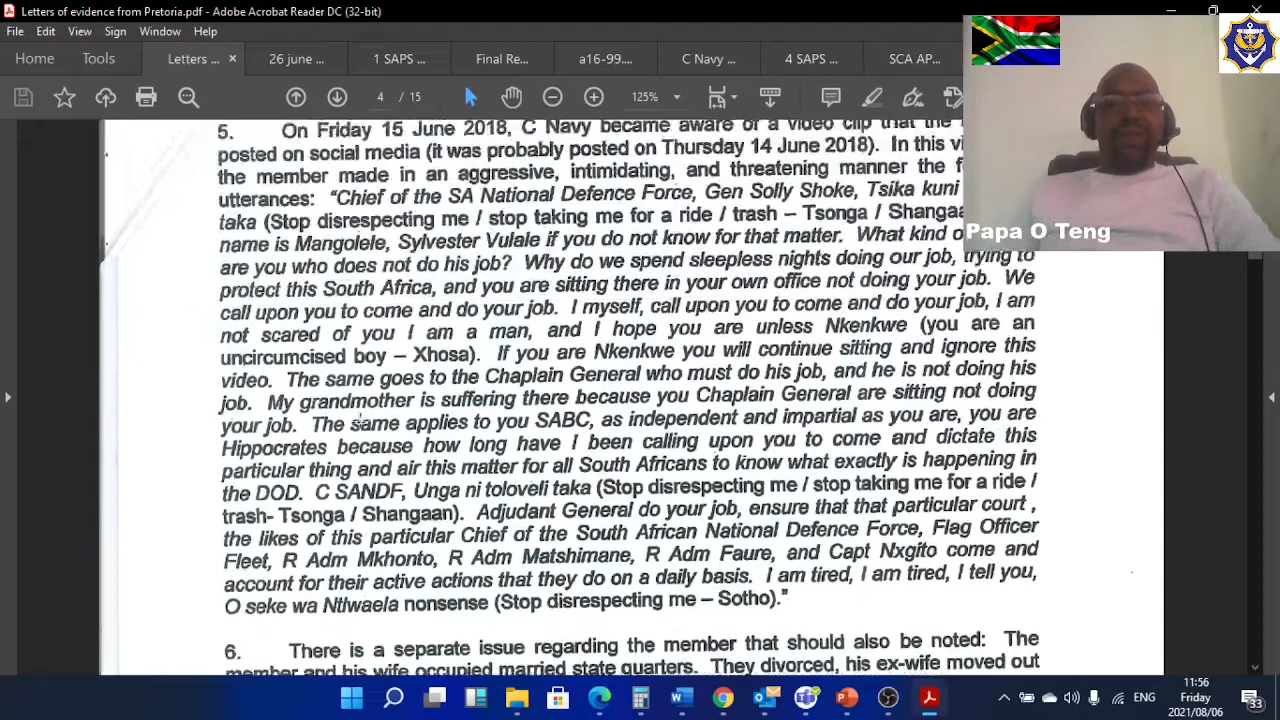 Letters of evidence from Pretoria.pdf - Adobe Acrobat Reader DC (32-bit)
File Edit View Sign Window Help
Home Tools Letters ... × 26 june ... 1 SAPS ... Final Re... a16-99... C Navy ... 4 SAPS ... SCA AP...
4 / 15 125%
5. On Friday 15 June 2018, C Navy became aware of a video clip that the
posted on social media (it was probably posted on Thursday 14 June 2018). In this
the member made in an aggressive, intimidating, and threatening manner the
utterances: "Chief of the SA National Defence Force, Gen Solly Shoke, Tsika kuni
taka (Stop disrespecting me / stop taking me for a ride / trash – Tsonga /
name is Mangolele, Sylvester Vulale if you do not know for that matter. What kind
are you who does not do his job? Why do we spend sleepless nights doing our job, trying to
protect this South Africa, and you are sitting there in your own office not doing your job. We
call upon you to come and do your job. I myself, call upon you to come and do your job, I am
not scared of you I am a man, and I hope you are unless Nkenkwe (you are an
uncircumcised boy – Xhosa). If you are Nkenkwe you will continue sitting and ignore this
video. The same goes to the Chaplain General who must do his job, and he is not doing his
job. My grandmother is suffering there because you Chaplain General are sitting not doing
your job. The same applies to you SABC, as independent and impartial as you are, you are
Hippocrates because how long have I been calling upon you to come and dictate this
particular thing and air this matter for all South Africans to know what exactly is happening in
the DOD. C SANDF, Unga ni toloveli taka (Stop disrespecting me / stop taking me for a ride /
trash- Tsonga / Shangaan). Adjudant General do your job, ensure that that particular court ,
the likes of this particular Chief of the South African National Defence Force, Flag Officer
Fleet, R Adm Mkhonto, R Adm Matshimane, R Adm Faure, and Capt Nxgito come and
account for their active actions that they do on a daily basis. I am tired, I am tired, I tell you,
O seke wa Ntlwaela nonsense (Stop disrespecting me – Sotho)."
6. There is a separate issue regarding the member that should also be noted: The
member and his wife occupied married state quarters. They divorced, his ex-wife moved out
Papa O Teng
ENG
11:56
Friday
2021/08/06
33